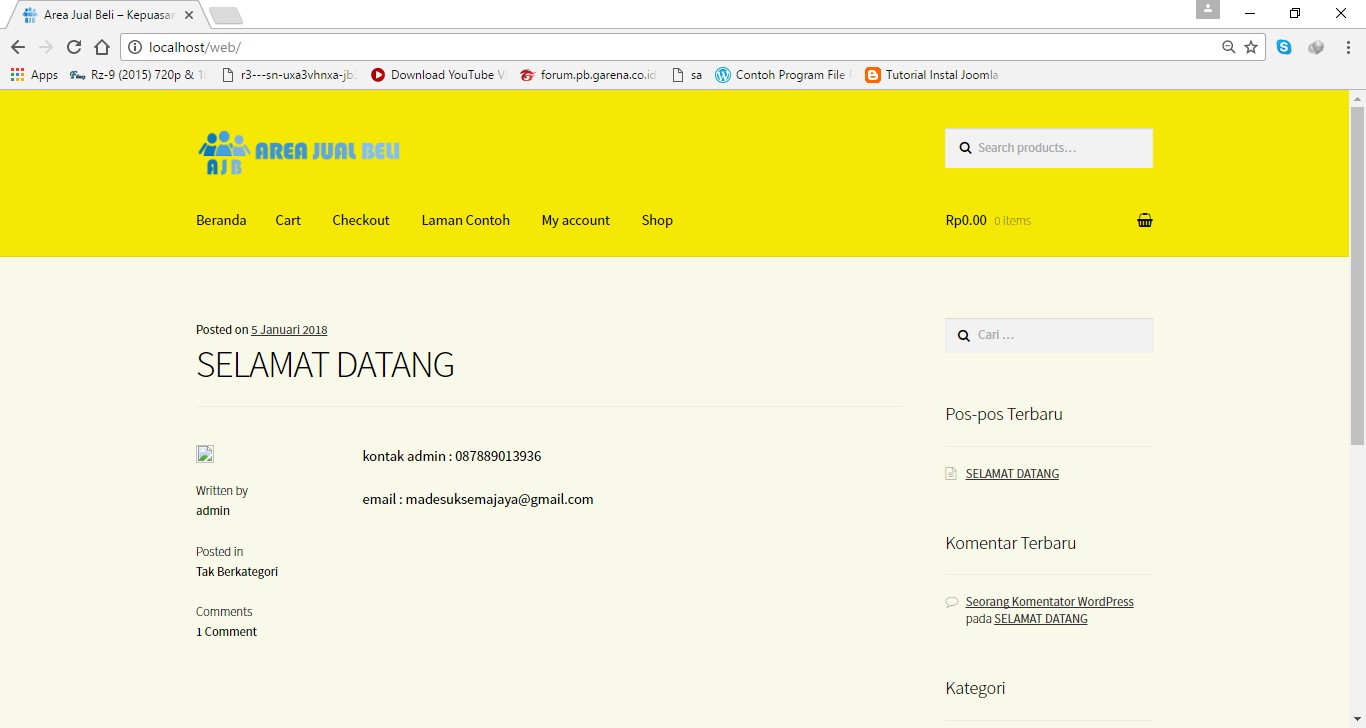 Area Jual Beli – Kepuasan
localhost/web/
Apps
Rz-9 (2015) 720p & 10
r3---sn-uxa3vhnxa-jb3
Download YouTube V
forum.pb.garena.co.id
sa
Contoh Program File
Tutorial Instal Joomla
AJB AREA JUAL BELI
Search products…
Beranda Cart Checkout Laman Contoh My account Shop
Rp0.00 0 items
Posted on 5 Januari 2018
SELAMAT DATANG
kontak admin : 087889013936
email : madesuksemajaya@gmail.com
Written by
admin
Posted in
Tak Berkategori
Comments
1 Comment
Cari …
Pos-pos Terbaru
SELAMAT DATANG
Komentar Terbaru
Seorang Komentator WordPress
pada SELAMAT DATANG
Kategori